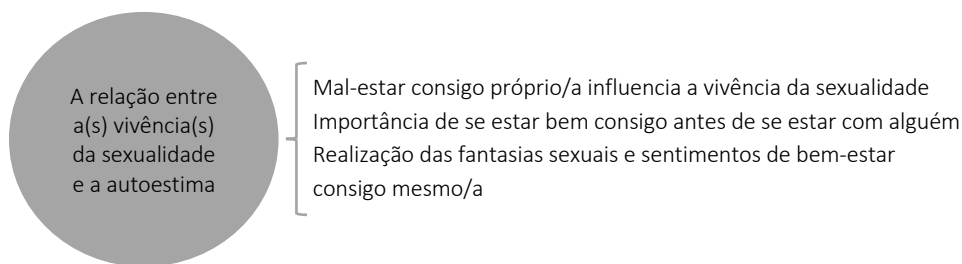 A relação entre
a(s) vivência(s)
da sexualidade
e a autoestima
Mal-estar consigo próprio/a influencia a vivência da sexualidade
Importância de se estar bem consigo antes de se estar com alguém
Realização das fantasias sexuais e sentimentos de bem-estar
consigo mesmo/a